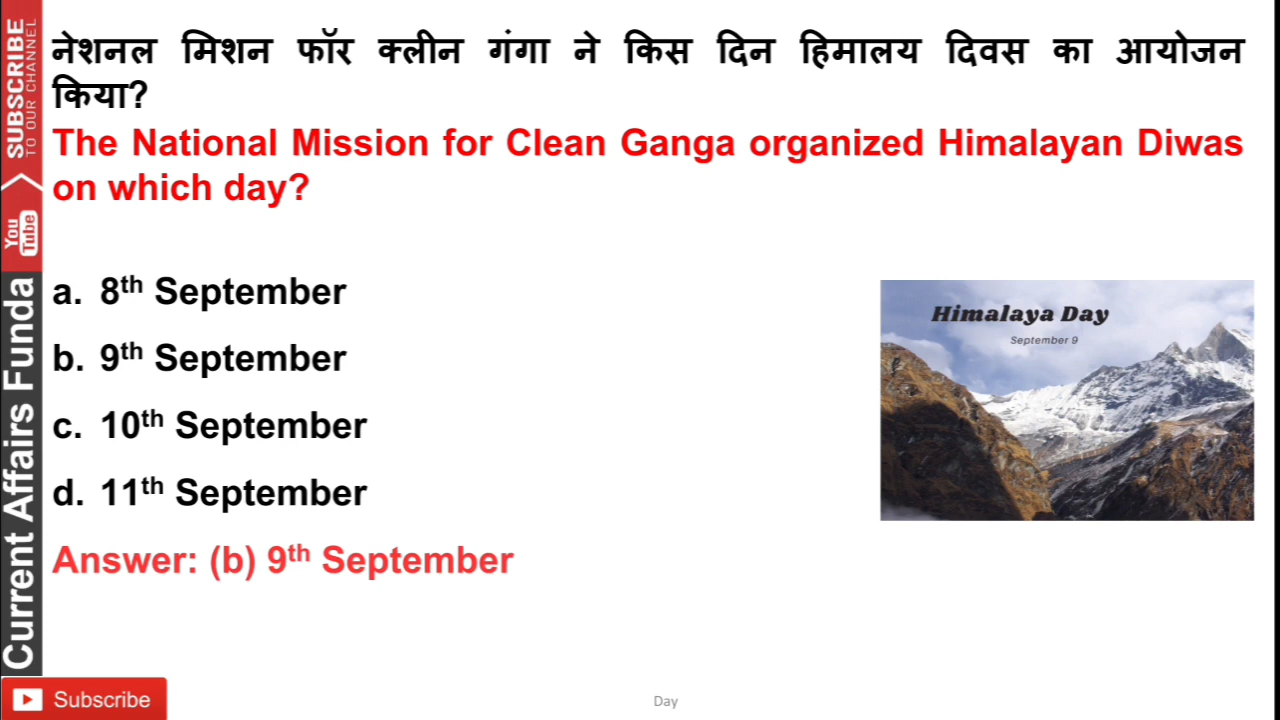 नेशनल मिशन फॉर क्लीन गंगा ने किस दिन हिमालय दिवस का आयोजन
किया?
The National Mission for Clean Ganga organized Himalayan Diwas
on which day?
a. 8th September
b. 9th September
c. 10th September
d. 11th September
Answer: (b) 9th September
Himalaya Day
September 9
SUBSCRIBE
TO OUR CHANNEL
You
Tube
Current Affairs Funda
Subscribe
Day